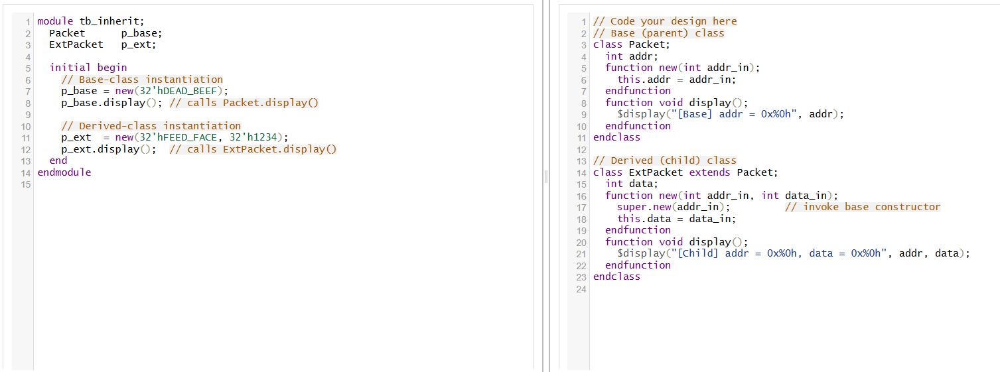 1 module tb_inherit;
2   Packet      p_base;
3   ExtPacket   p_ext;
4
5   initial begin
6     // Base-class instantiation
7     p_base = new(32'hDEAD_BEEF);
8     p_base.display(); // calls Packet.display()
9
10     // Derived-class instantiation
11     p_ext  = new(32'hFEED_FACE, 32'h1234);
12     p_ext.display();  // calls ExtPacket.display()
13   end
14 endmodule
15
1 // Code your design here
2 // Base (parent) class
3 class Packet;
4   int addr;
5   function new(int addr_in);
6     this.addr = addr_in;
7   endfunction
8   function void display();
9     $display("[Base] addr = 0x%0h", addr);
10   endfunction
11 endclass
12
13 // Derived (child) class
14 class ExtPacket extends Packet;
15   int data;
16   function new(int addr_in, int data_in);
17     super.new(addr_in);         // invoke base constructor
18     this.data = data_in;
19   endfunction
20   function void display();
21     $display("[Child] addr = 0x%0h, data = 0x%0h", addr, data);
22   endfunction
23 endclass
24